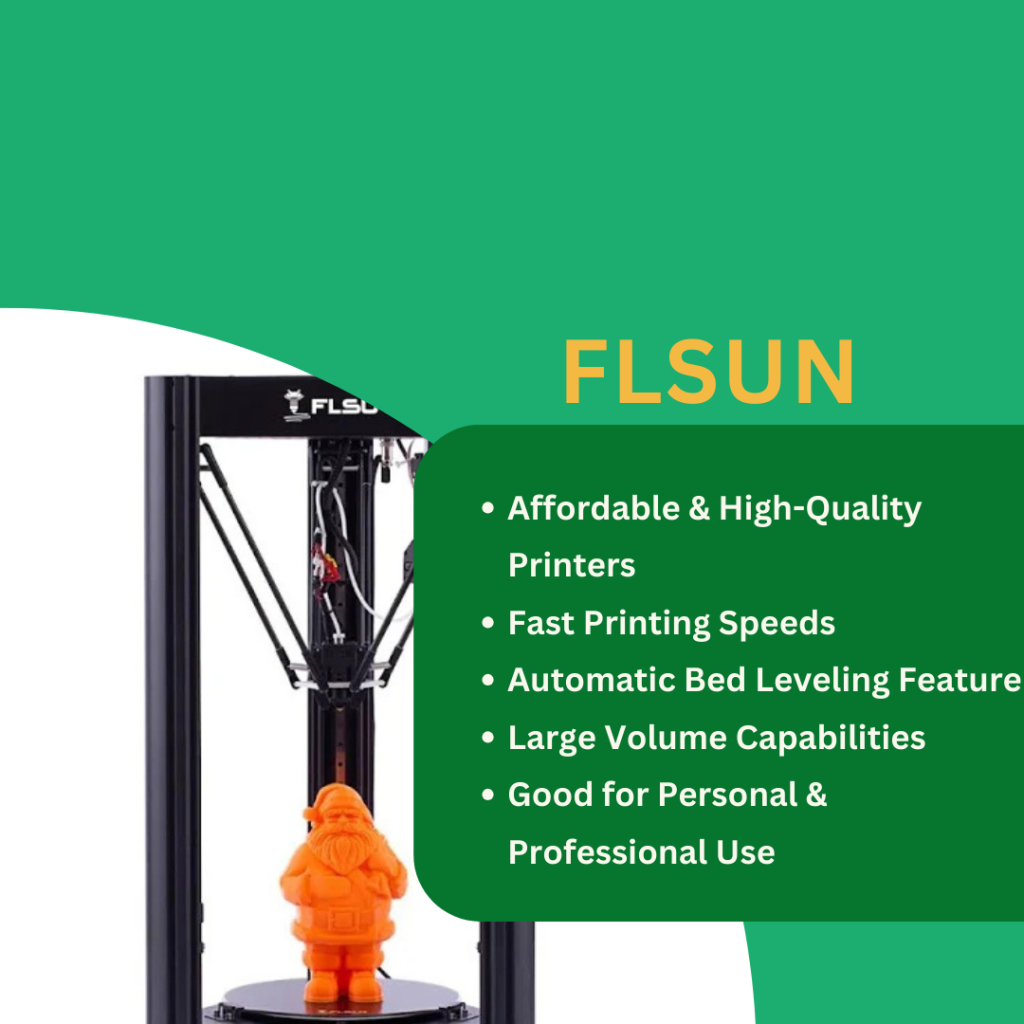 FLSUN
FLSU
• Affordable & High-Quality
Printers
• Fast Printing Speeds
• Automatic Bed Leveling Feature
• Large Volume Capabilities
• Good for Personal &
Professional Use